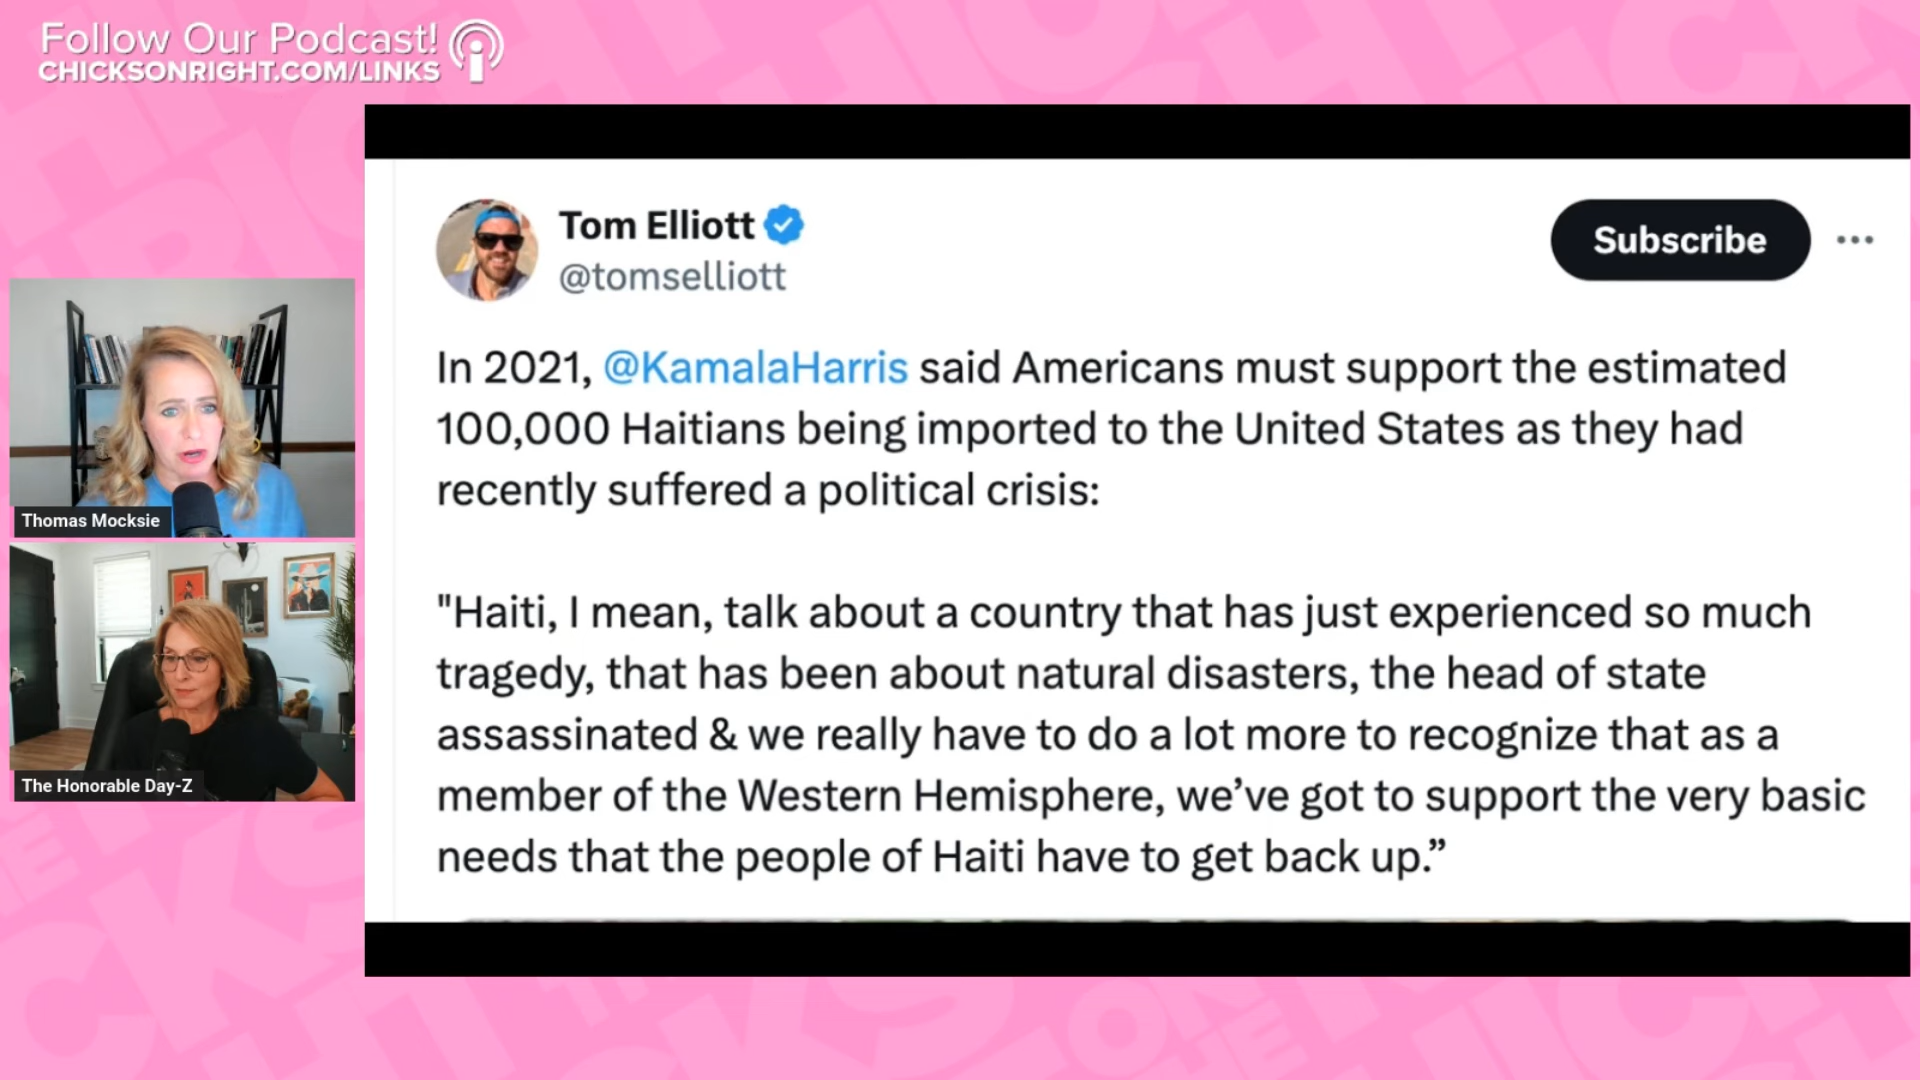 Follow Our Podcast!
CHICKSONRIGHT.COM/LINKS
Tom Elliott
@tomselliott
Subscribe
In 2021, @KamalaHarris said Americans must support the estimated
100,000 Haitians being imported to the United States as they had
recently suffered a political crisis:
"Haiti, I mean, talk about a country that has just experienced so much
tragedy, that has been about natural disasters, the head of state
assassinated & we really have to do a lot more to recognize that as a
member of the Western Hemisphere, we’ve got to support the very basic
needs that the people of Haiti have to get back up.”
Thomas Mocksie
The Honorable Day-Z